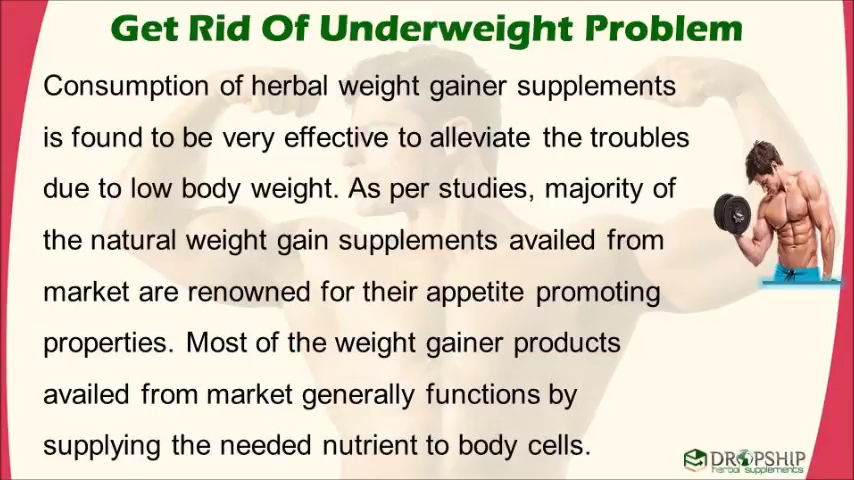 Get Rid Of Underweight Problem
Consumption of herbal weight gainer supplements
is found to be very effective to alleviate the troubles
due to low body weight. As per studies, majority of
the natural weight gain supplements availed from
market are renowned for their appetite promoting
properties. Most of the weight gainer products
availed from market generally functions by
supplying the needed nutrient to body cells.
DROPSHIP
herbal supplements